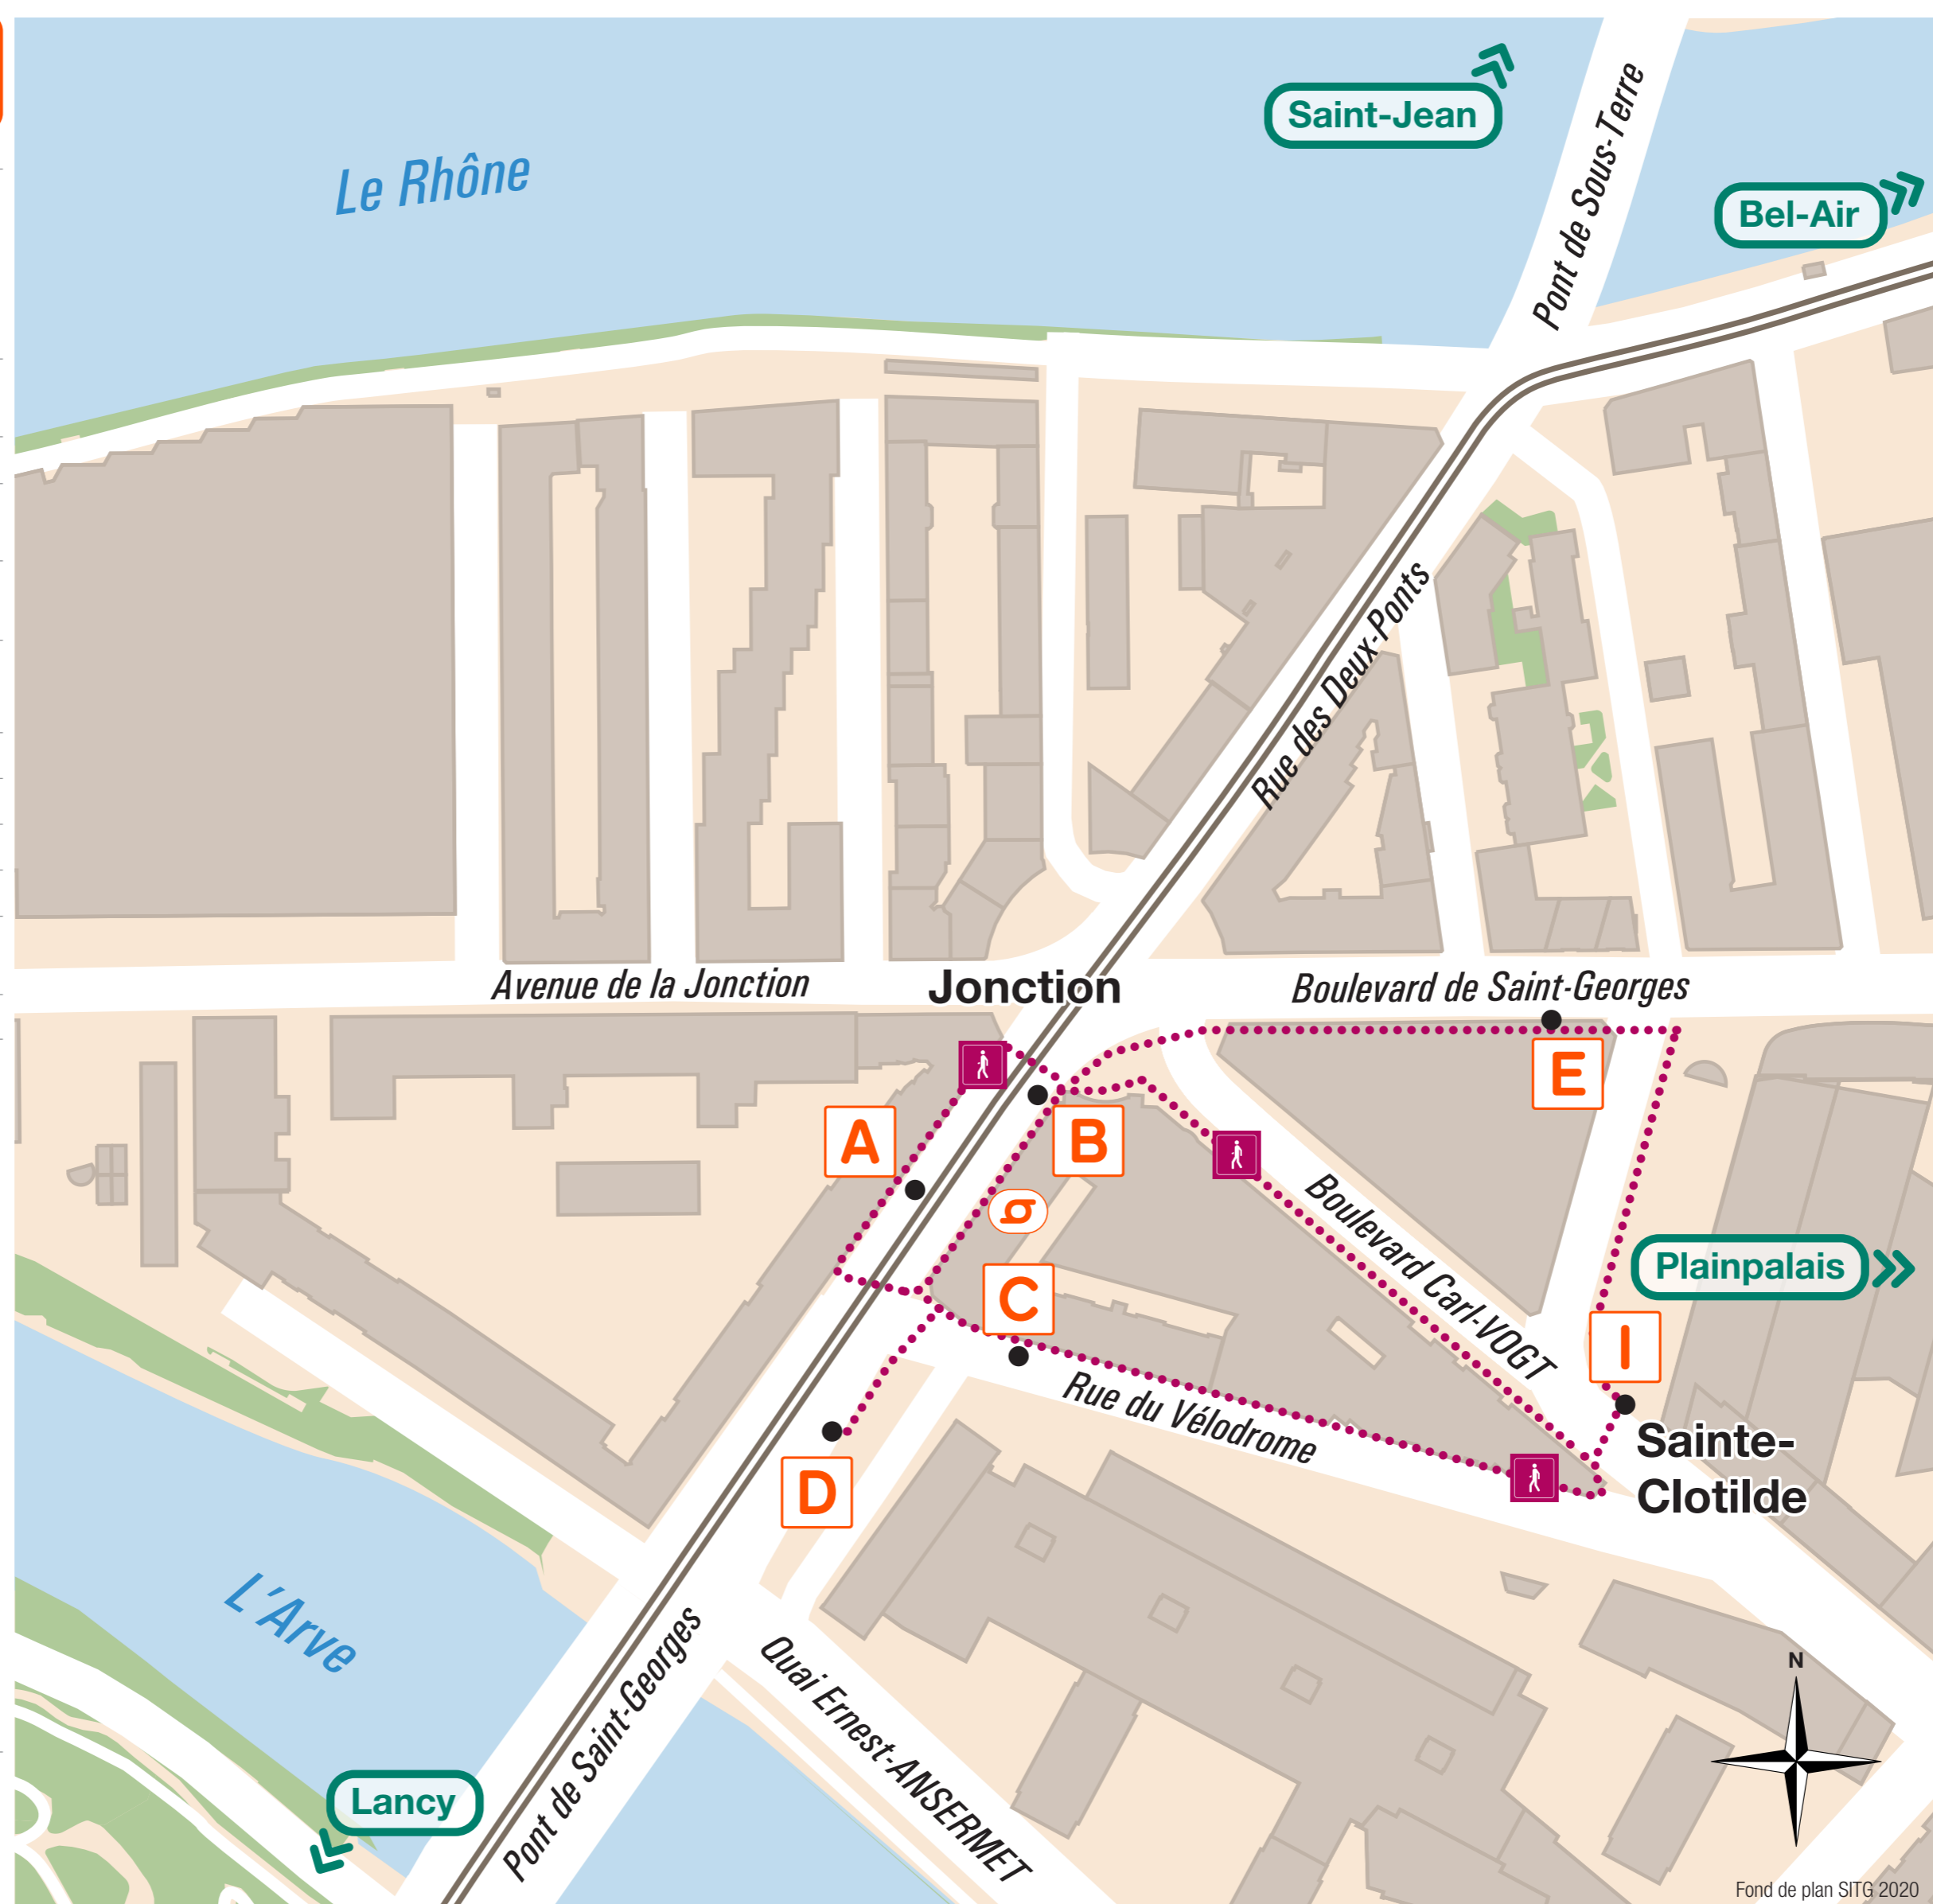 Saint-Jean
Pont de Sous-Terre
Bel-Air
Le Rhône
Rue des Deux-Ponts
Avenue de la Jonction
Jonction
Boulevard de Saint-Georges
E
A
B
σ
Boulevard Carl-VOGT
Plainpalais
C
I
Rue du Vélodrome
Sainte-
Clotilde
D
L'Arve
Pont de Saint-Georges
Quai Ernest-ANSERMET
N
Lancy
Fond de plan SITG 2020